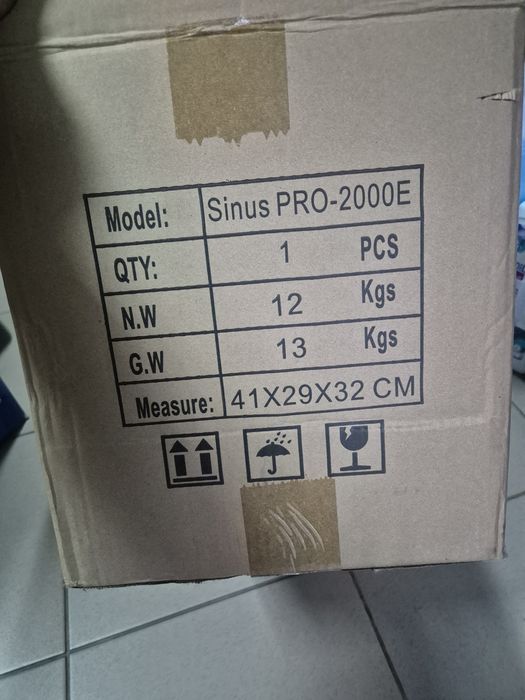 Model: Sinus PRO-2000E
QTY: 1 PCS
N.W 12 Kgs
G.W 13 Kgs
Measure: 41X29X32 CM